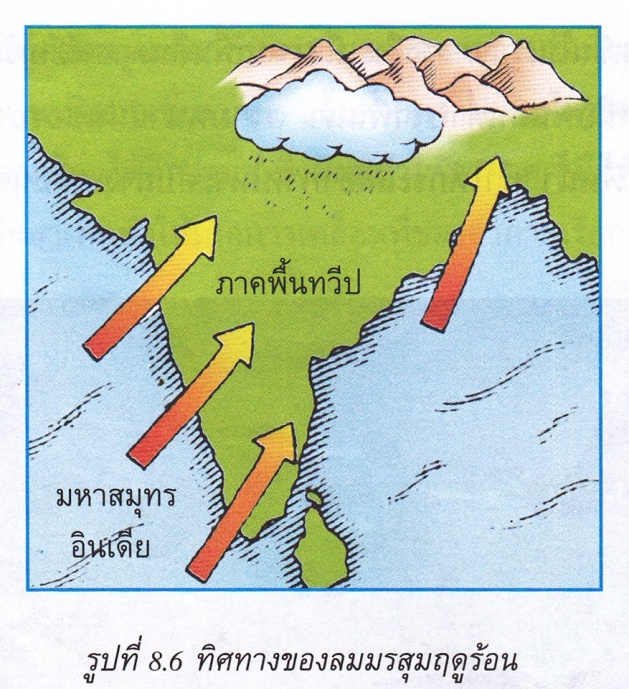 ภาคพื้นทวีป
มหาสมุทร
อินเดีย
รูปที่ 8.6 ทิศทางของลมมรสุมฤดูร้อน